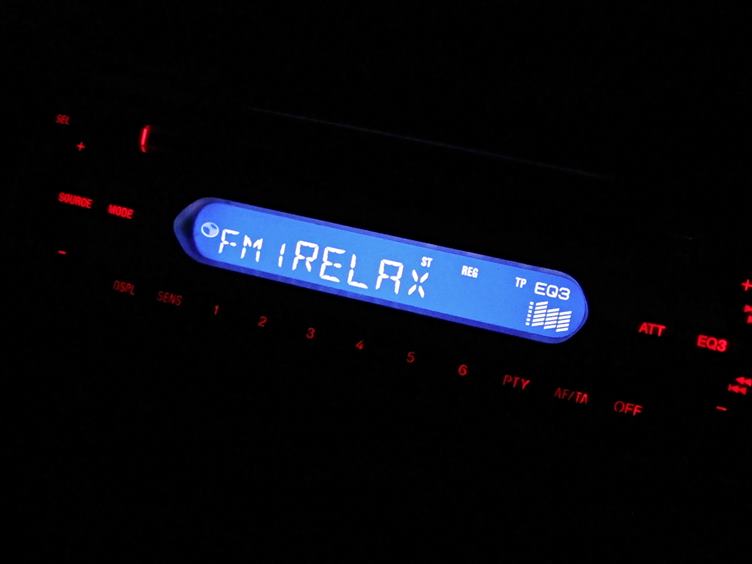 SEL
+
SOURCE MODE
FM1RELAX ST REG TP EQ3
-
DSPL SENS 1 2 3 4 5 6 PTY AF/TA OFF
ATT EQ3
+
-